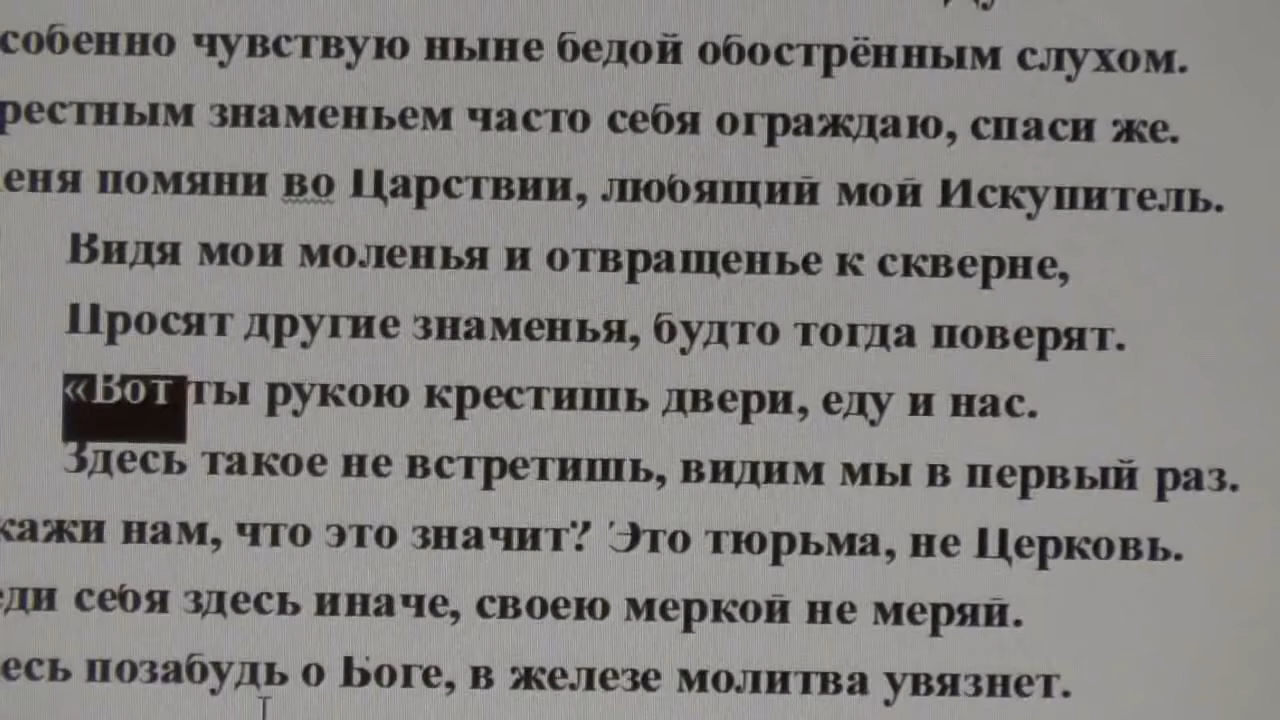 собенно чувствую ныне бедой обострённым слухом.
рестным знаменьем часто себя ограждаю, спаси же.
еня помяни во Царствии, любящий мой Искупитель.
Видя мои моленья и отвращенье к скверне,
Просят другие знаменья, будто тогда поверят.
«Вот ты рукою крестишь двери, еду и нас.
Здесь такое не встретишь, видим мы в первый раз.
кажи нам, что это значит? Это тюрьма, не Церковь.
еди себя здесь иначе, своею меркой не меряй.
есь позабудь о Боге, в железе молитва увязнет.